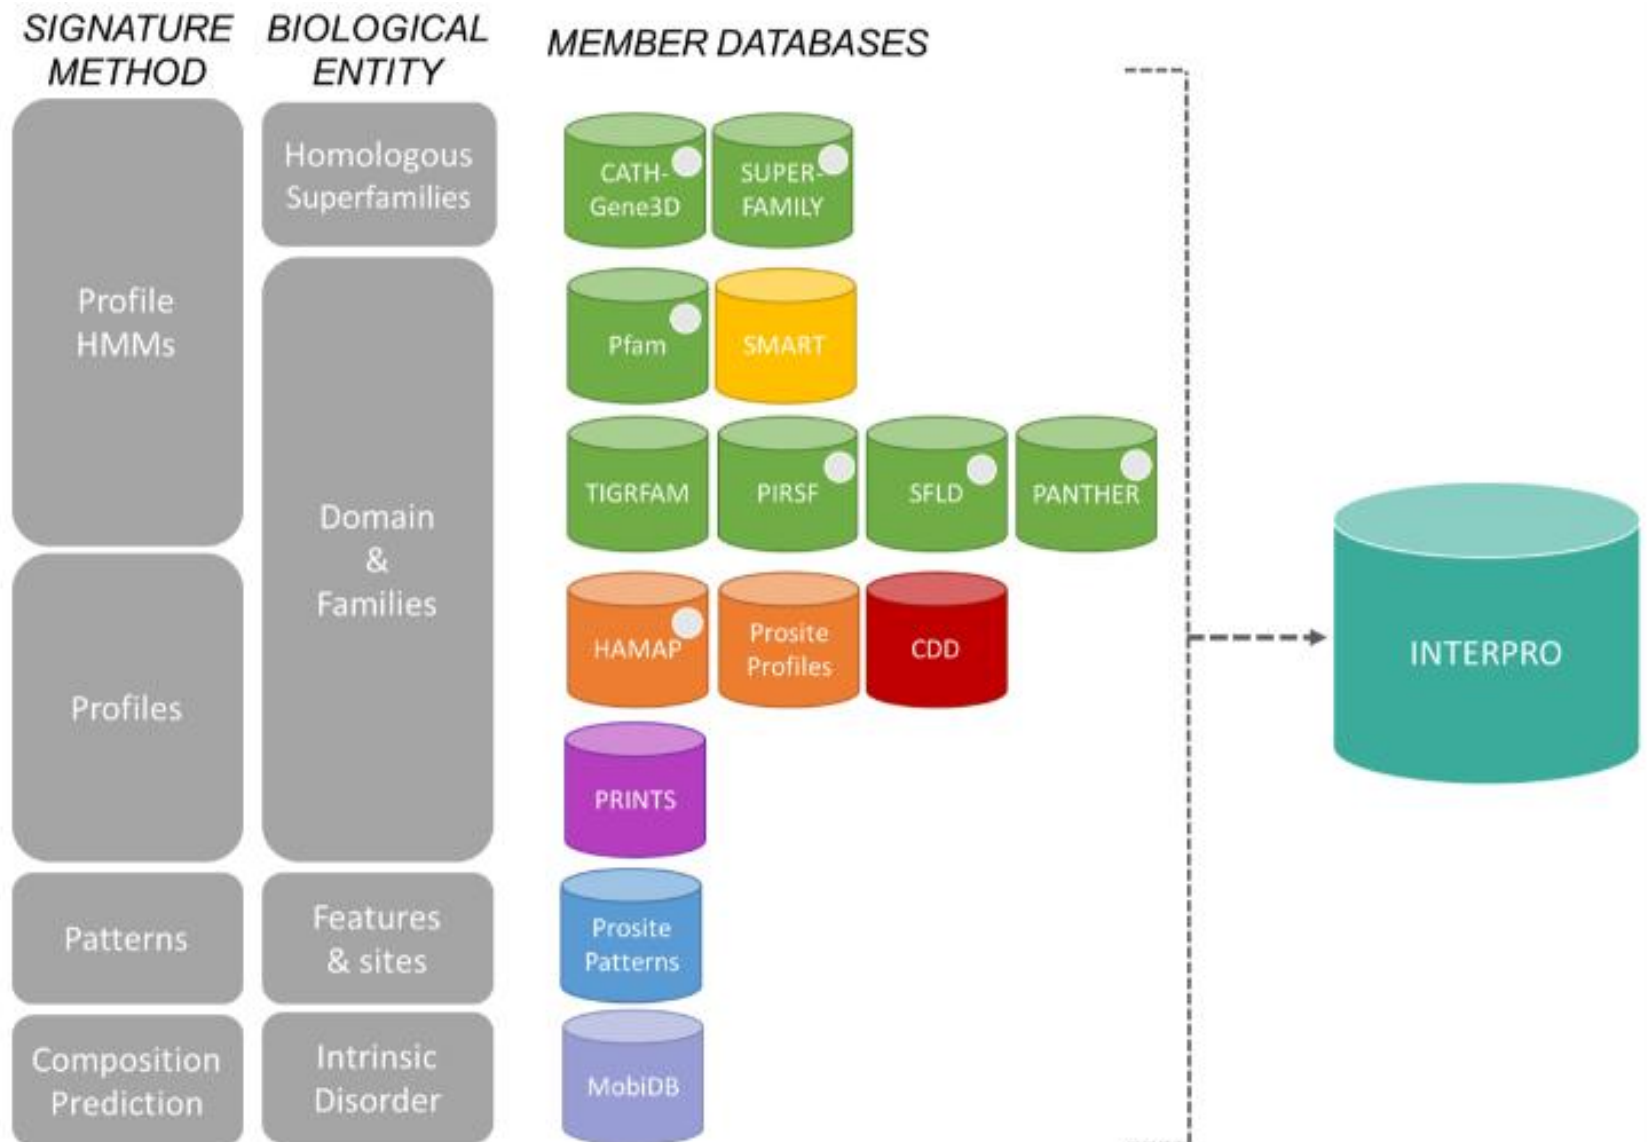 SIGNATURE
METHOD
BIOLOGICAL
ENTITY
MEMBER DATABASES
Profile
HMMs
Profiles
Patterns
Composition
Prediction
Homologous
Superfamilies
Domain
&
Families
Features
& sites
Intrinsic
Disorder
CATH-
Gene3D
SUPER-
FAMILY
Pfam
SMART
TIGRFAM
PIRSF
SFLD
PANTHER
HAMAP
Prosite
Profiles
CDD
PRINTS
Prosite
Patterns
MobiDB
INTERPRO